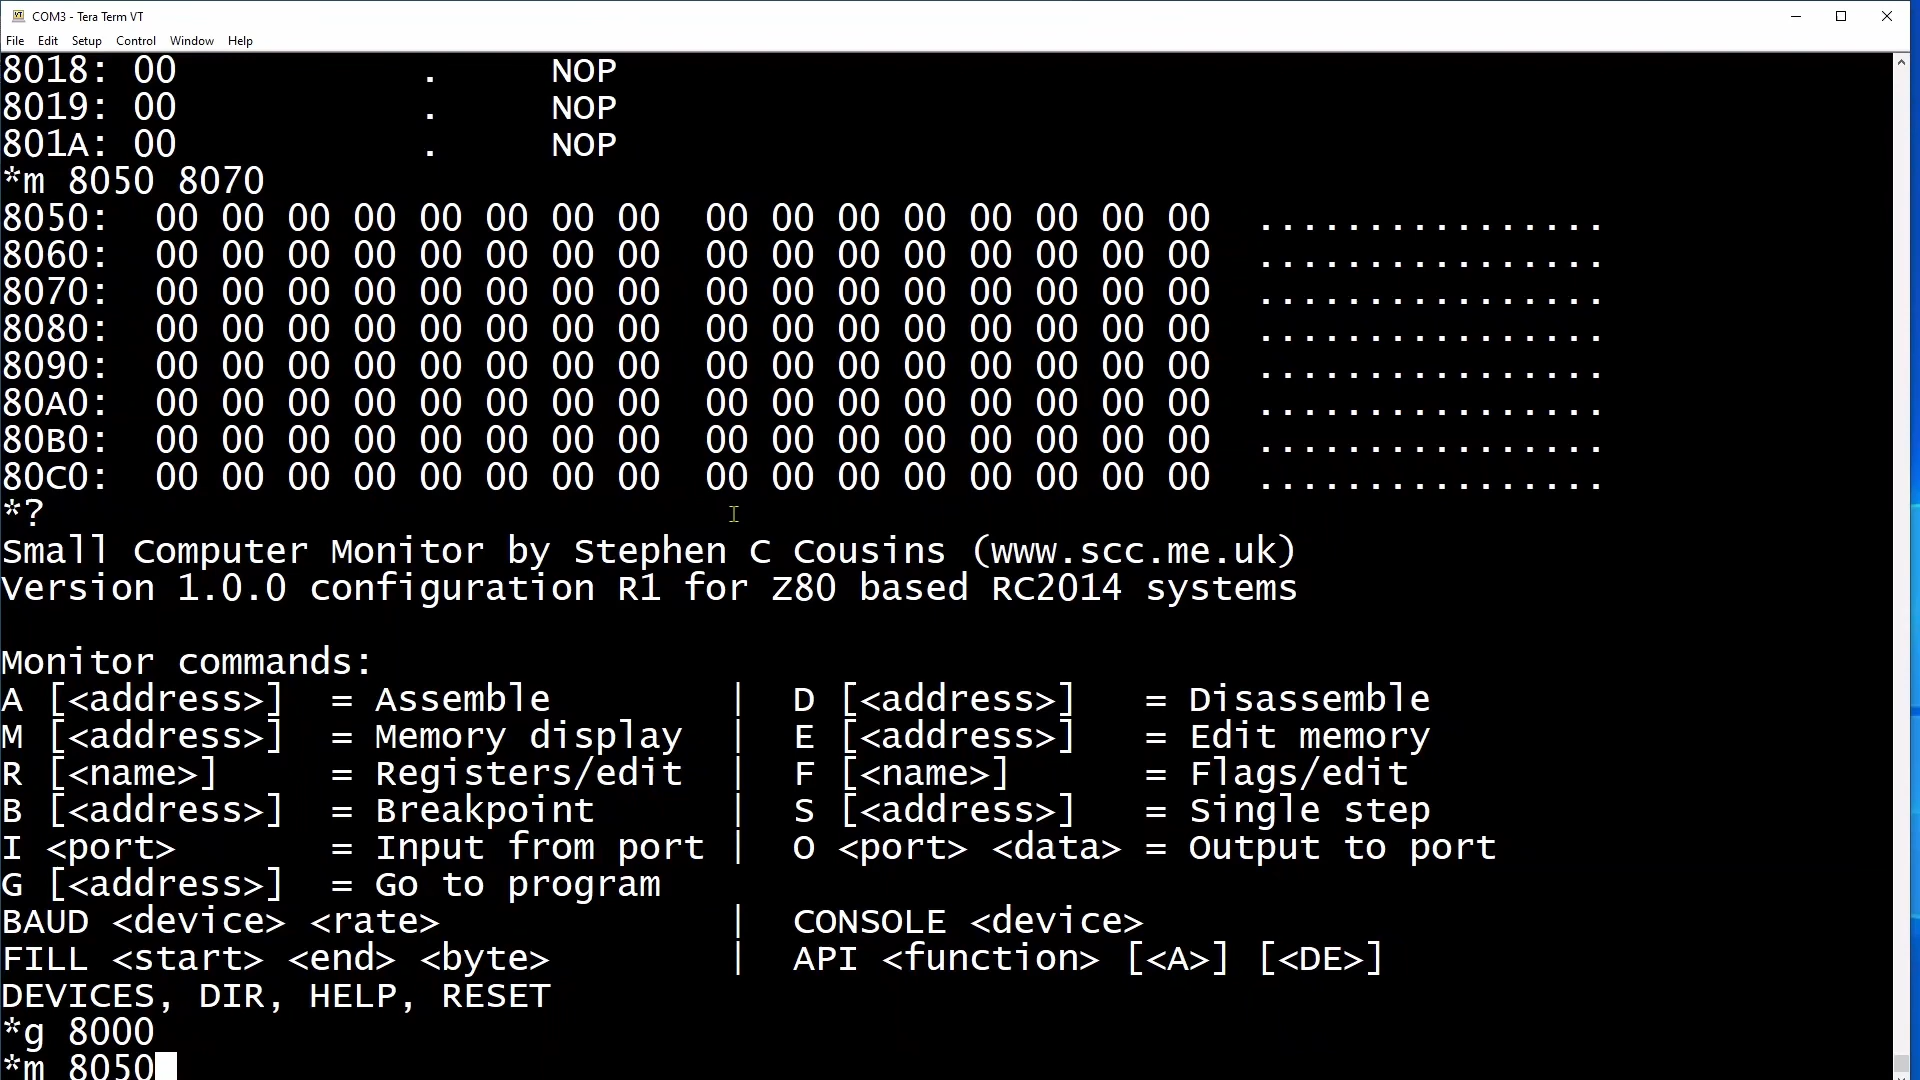 COM3 - Tera Term VT
File Edit Setup Control Window Help
8018: 00 . NOP
8019: 00 . NOP
801A: 00 . NOP
*m 8050 8070
8050: 00 00 00 00 00 00 00 00 00 00 00 00 00 00 00 00 ................
8060: 00 00 00 00 00 00 00 00 00 00 00 00 00 00 00 00 ................
8070: 00 00 00 00 00 00 00 00 00 00 00 00 00 00 00 00 ................
8080: 00 00 00 00 00 00 00 00 00 00 00 00 00 00 00 00 ................
8090: 00 00 00 00 00 00 00 00 00 00 00 00 00 00 00 00 ................
80A0: 00 00 00 00 00 00 00 00 00 00 00 00 00 00 00 00 ................
80B0: 00 00 00 00 00 00 00 00 00 00 00 00 00 00 00 00 ................
80C0: 00 00 00 00 00 00 00 00 00 00 00 00 00 00 00 00 ................
*?
Small Computer Monitor by Stephen C Cousins (www.scc.me.uk)
Version 1.0.0 configuration R1 for Z80 based RC2014 systems
Monitor commands:
A [<address>] = Assemble | D [<address>] = Disassemble
M [<address>] = Memory display | E [<address>] = Edit memory
R [<name>] = Registers/edit | F [<name>] = Flags/edit
B [<address>] = Breakpoint | S [<address>] = Single step
I <port> = Input from port | O <port> <data> = Output to port
G [<address>] = Go to program
BAUD <device> <rate> | CONSOLE <device>
FILL <start> <end> <byte> | API <function> [<A>] [<DE>]
DEVICES, DIR, HELP, RESET
*g 8000
*m 8050